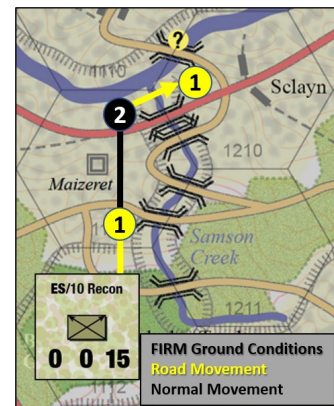 ?
1110
1
Sclayn
2
1210
Maizeret
1
Samson
Creek
ES/10 Recon
0 0 15
1211
FIRM Ground Conditions
Road Movement
Normal Movement
1112